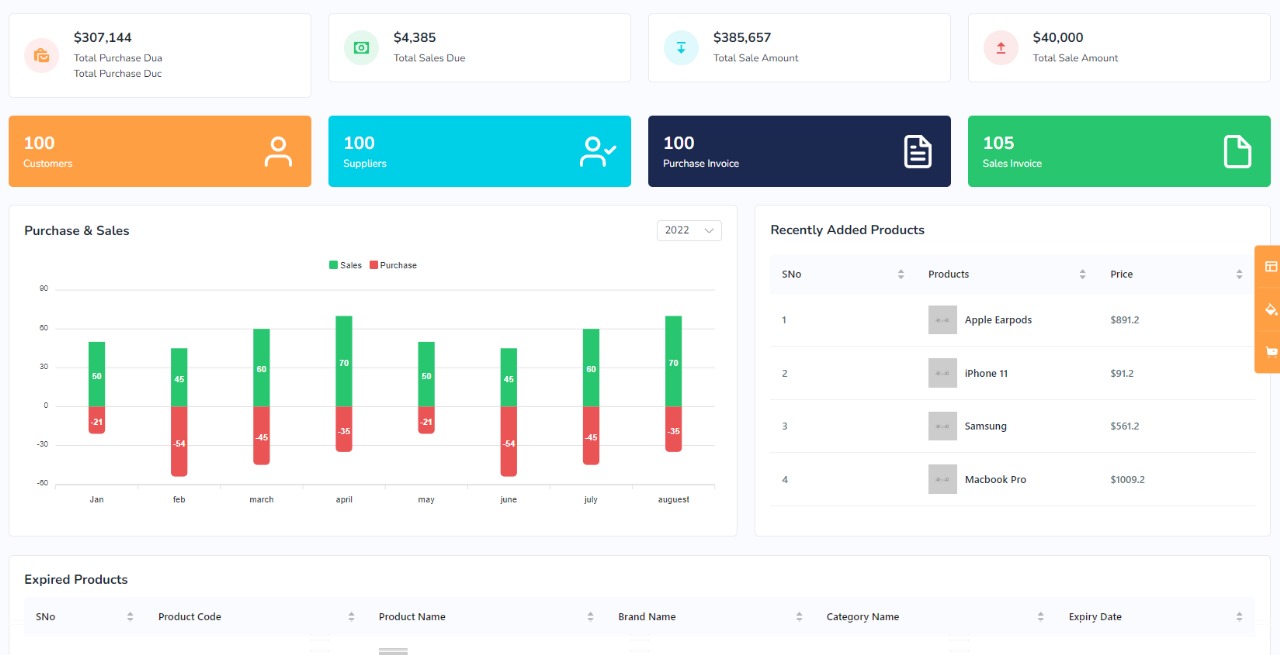 $307,144
Total Purchase Dua
Total Purchase Duc
$4,385
Total Sales Due
$385,657
Total Sale Amount
$40,000
Total Sale Amount
100
Customers
100
Suppliers
100
Purchase Invoice
105
Sales Invoice
Purchase & Sales
2022
Sales Purchase
90
60
30
0
-30
-60
50 45 60 70 50 45 60 70
-21 -54 -45 -35 -21 -54 -45 -35
Jan feb march april may june july auguest
Recently Added Products
SNo Products Price
1 Apple Earpods $891.2
2 iPhone 11 $91.2
3 Samsung $561.2
4 Macbook Pro $1009.2
Expired Products
SNo Product Code Product Name Brand Name Category Name Expiry Date